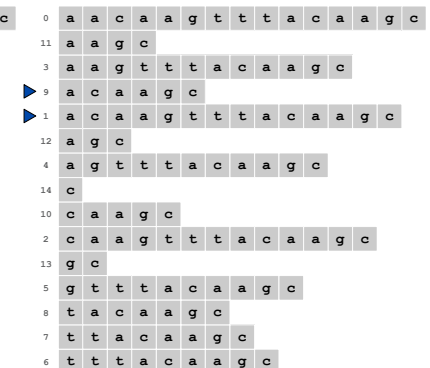 c 0 a a c a a g t t t a c a a g c
11 a a g c
3 a a g t t t a c a a g c
9 a c a a g c
1 a c a a g t t t a c a a g c
12 a g c
4 a g t t t a c a a g c
14 c
10 c a a g c
2 c a a g t t t a c a a g c
13 g c
5 g t t t a c a a g c
8 t a c a a g c
7 t t a c a a g c
6 t t t a c a a g c